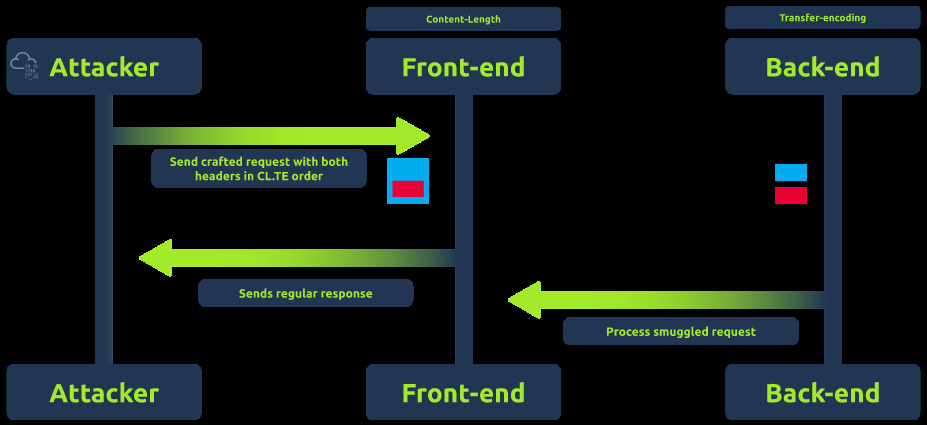 Content-Length
Transfer-encoding
Attacker
Front-end
Back-end
Send crafted request with both
headers in CL.TE order
Sends regular response
Process smuggled request
Attacker
Front-end
Back-end